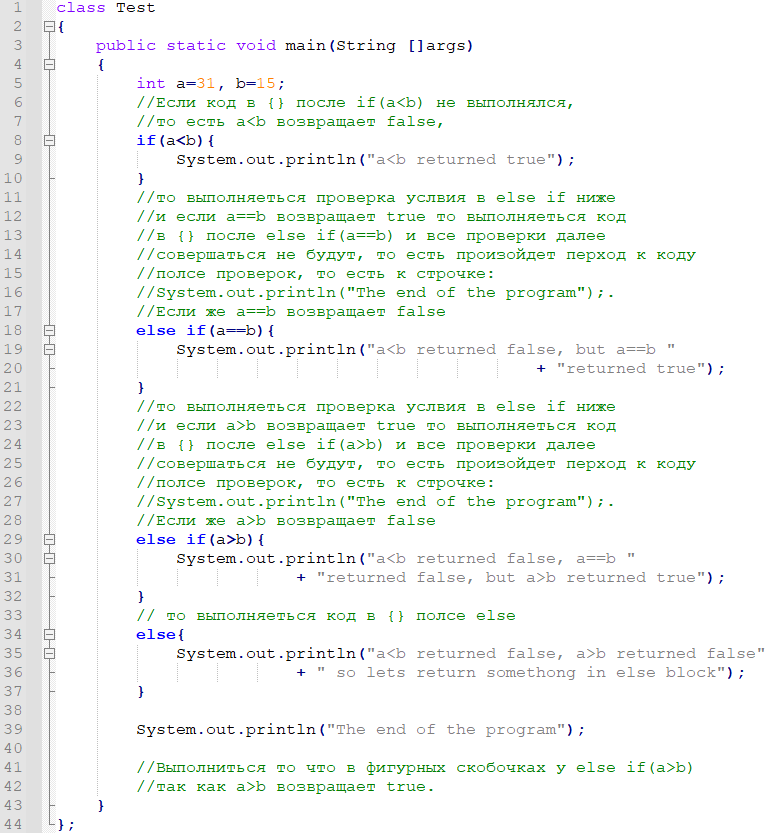 1 class Test
2 {
3 public static void main(String []args)
4 {
5 int a=31, b=15;
6 //Если код в {} после if(a<b) не выполнялся,
7 //то есть a<b возвращает false,
8 if(a<b){
9 System.out.println("a<b returned true");
10 }
11 //то выполняеться проверка услвия в else if ниже
12 //и если a==b возвращает true то выполняеться код
13 //в {} после else if(a==b) и все проверки далее
14 //совершаться не будут, то есть произойдет перход к коду
15 //полсе проверок, то есть к строчке:
16 //System.out.println("The end of the program");.
17 //Если же a==b возвращает false
18 else if(a==b){
19 System.out.println("a<b returned false, but a==b "
20 + "returned true");
21 }
22 //то выполняеться проверка услвия в else if ниже
23 //и если a>b возвращает true то выполняеться код
24 //в {} после else if(a>b) и все проверки далее
25 //совершаться не будут, то есть произойдет перход к коду
26 //полсе проверок, то есть к строчке:
27 //System.out.println("The end of the program");.
28 //Если же a>b возвращает false
29 else if(a>b){
30 System.out.println("a<b returned false, a==b "
31 + "returned false, but a>b returned true");
32 }
33 // то выполняеться код в {} полсе else
34 else{
35 System.out.println("a<b returned false, a>b returned false"
36 + " so lets return somethong in else block");
37 }
38
39 System.out.println("The end of the program");
40
41 //Выполниться то что в фигурных скобочках у else if(a>b)
42 //так как a>b возвращает true.
43 }
44 };